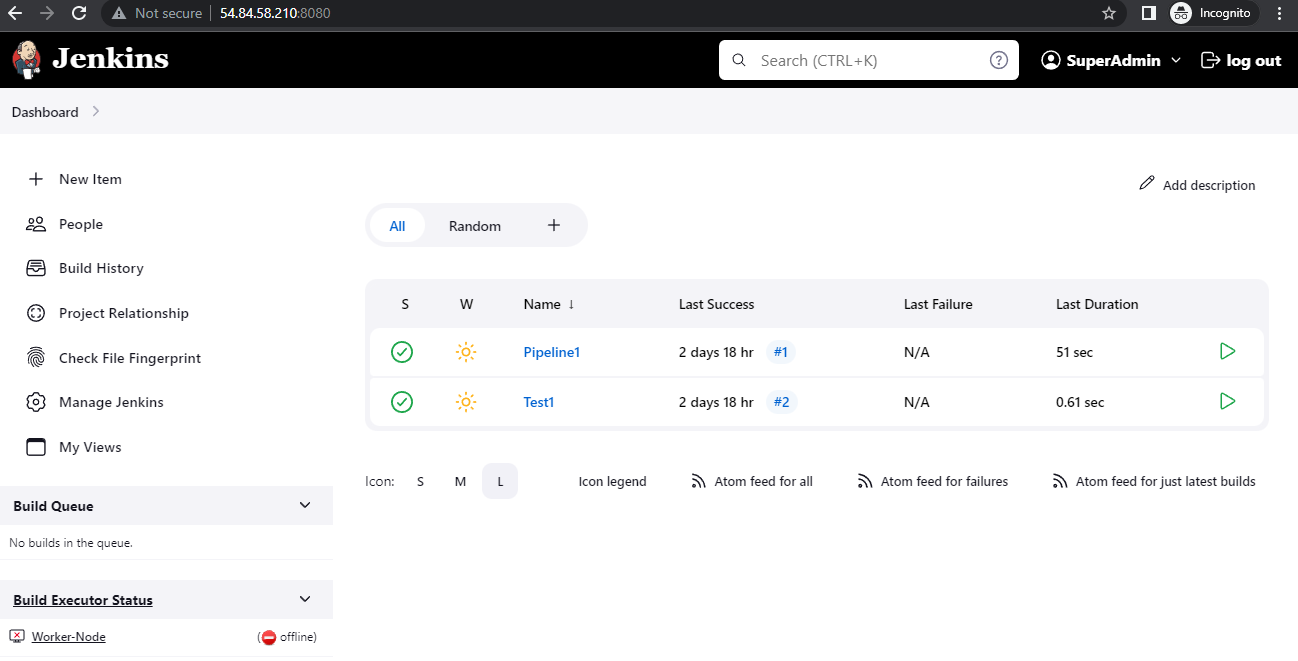 Not secure | 54.84.58.210:8080 Incognito
Jenkins Search (CTRL+K) ? SuperAdmin log out
Dashboard
New Item
Add description
People
All Random +
Build History
S W Name ↓ Last Success Last Failure Last Duration
Project Relationship
Pipeline1 2 days 18 hr #1 N/A 51 sec
Check File Fingerprint
Test1 2 days 18 hr #2 N/A 0.61 sec
Manage Jenkins
My Views
Icon: S M L Icon legend Atom feed for all Atom feed for failures Atom feed for just latest builds
Build Queue
No builds in the queue.
Build Executor Status
Worker-Node (offline)